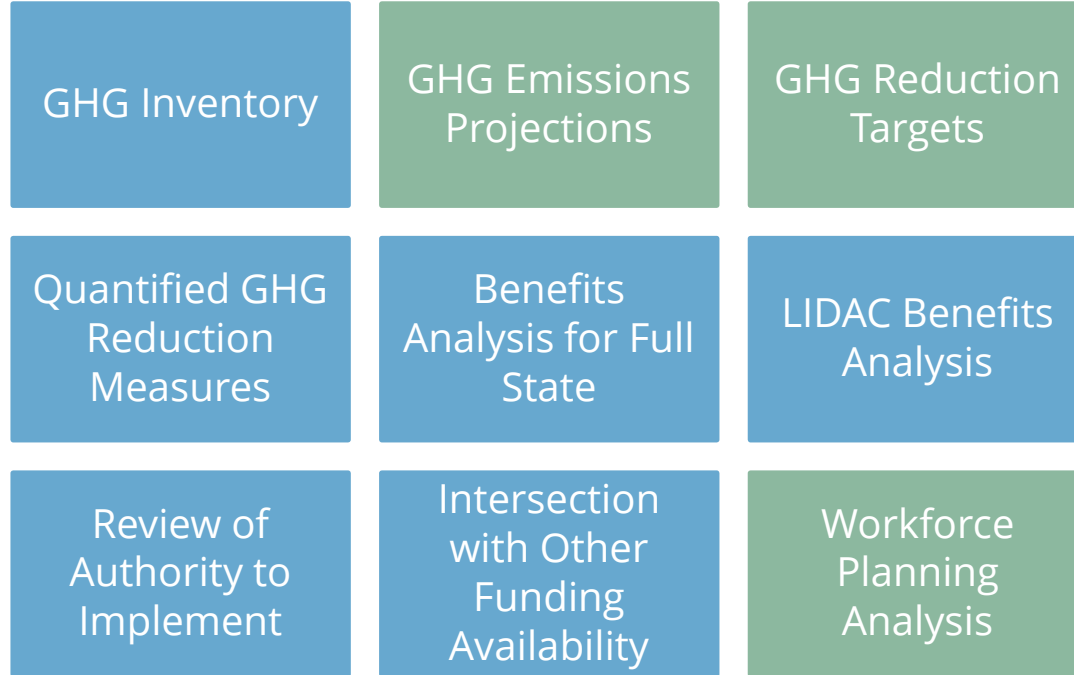 GHG Inventory
GHG Emissions
Projections
GHG Reduction
Targets
Quantified GHG
Reduction
Measures
Benefits
Analysis for Full
State
LIDAC Benefits
Analysis
Review of
Authority to
Implement
Intersection
with Other
Funding
Availability
Workforce
Planning
Analysis